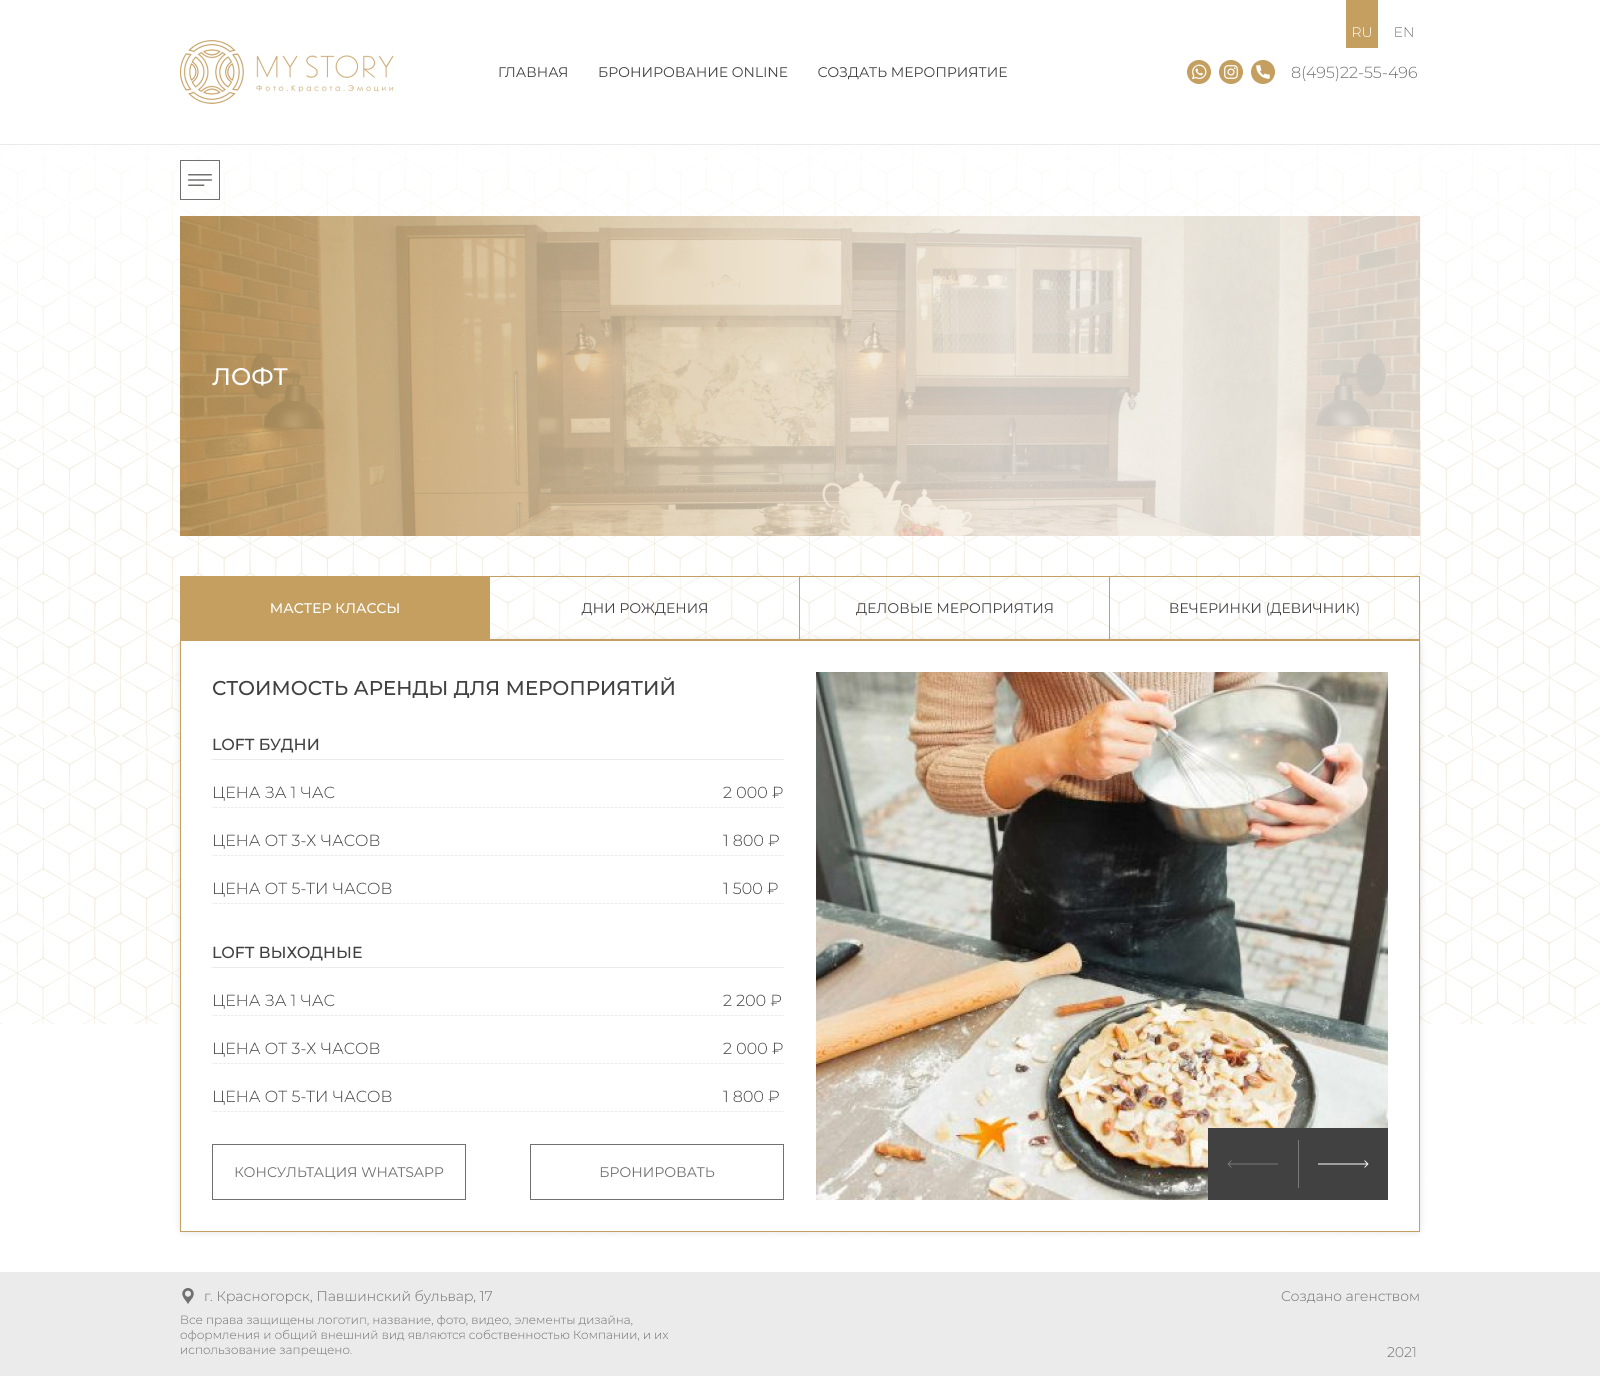 RU EN
MY STORY
Фото.Красота.Эмоции
ГЛАВНАЯ БРОНИРОВАНИЕ ONLINE СОЗДАТЬ МЕРОПРИЯТИЕ
8(495)22-55-496
ЛОФТ
МАСТЕР КЛАССЫ ДНИ РОЖДЕНИЯ ДЕЛОВЫЕ МЕРОПРИЯТИЯ ВЕЧЕРИНКИ (ДЕВИЧНИК)
СТОИМОСТЬ АРЕНДЫ ДЛЯ МЕРОПРИЯТИЙ
LOFT БУДНИ
ЦЕНА ЗА 1 ЧАС 2 000 ₽
ЦЕНА ОТ 3-Х ЧАСОВ 1 800 ₽
ЦЕНА ОТ 5-ТИ ЧАСОВ 1 500 ₽
LOFT ВЫХОДНЫЕ
ЦЕНА ЗА 1 ЧАС 2 200 ₽
ЦЕНА ОТ 3-Х ЧАСОВ 2 000 ₽
ЦЕНА ОТ 5-ТИ ЧАСОВ 1 800 ₽
КОНСУЛЬТАЦИЯ WHATSAPP БРОНИРОВАТЬ
г. Красногорск, Павшинский бульвар, 17
Все права защищены логотип, название, фото, видео, элементы дизайна,
оформления и общий внешний вид являются собственностью Компании, и их
использование запрещено.
Создано агенством
2021